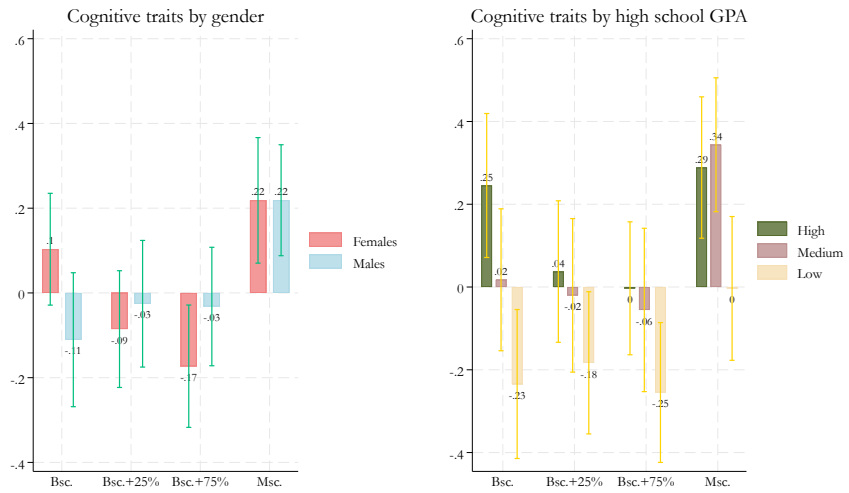 Cognitive traits by gender
.6
.4
.2
0
-.2
-.4
.1
-.11
-.09
-.03
-.17
-.03
.22
.22
Bsc.
Bsc.+25%
Bsc.+75%
Msc.
Females
Males
Cognitive traits by high school GPA
.6
.4
.2
0
-.2
-.4
.25
.02
-.23
.04
-.02
-.18
0
-.06
-.25
.29
.34
0
Bsc.
Bsc.+25%
Bsc.+75%
Msc.
High
Medium
Low